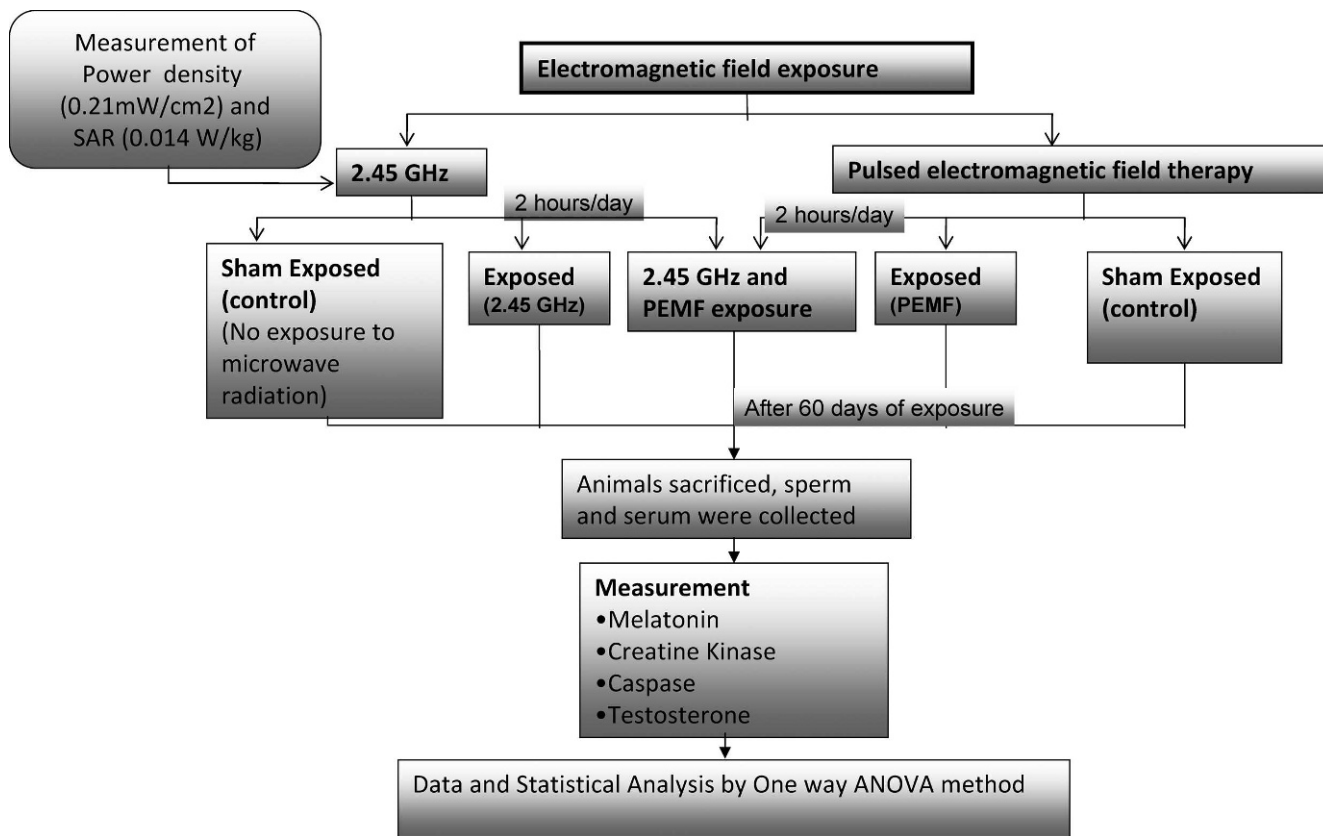 Measurement of
Power density
(0.21mW/cm2) and
SAR (0.014 W/kg)
Electromagnetic field exposure
2.45 GHz
Pulsed electromagnetic field therapy
2 hours/day
2 hours/day
Sham Exposed
(control)
(No exposure to
microwave
radiation)
Exposed
(2.45 GHz)
2.45 GHz and
PEMF exposure
Exposed
(PEMF)
Sham Exposed
(control)
After 60 days of exposure
Animals sacrificed, sperm
and serum were collected
Measurement
•Melatonin
•Creatine Kinase
•Caspase
•Testosterone
Data and Statistical Analysis by One way ANOVA method